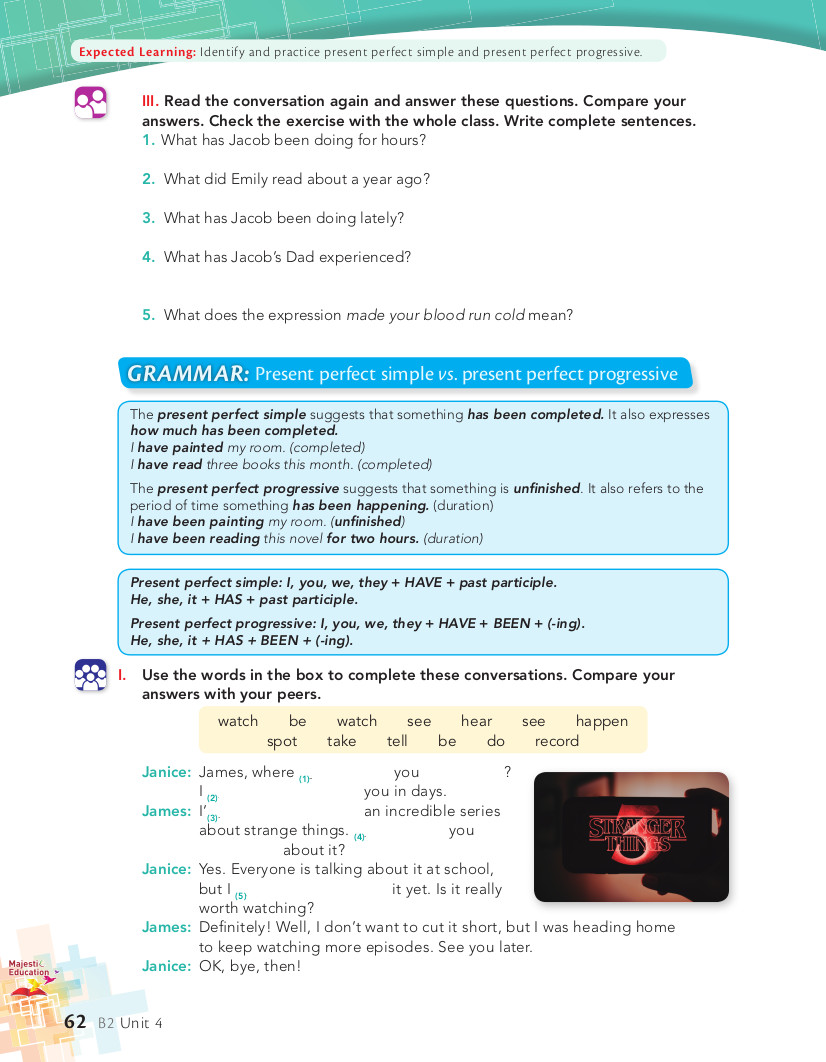 Expected Learning: Identify and practice present perfect simple and present perfect progressive.
III. Read the conversation again and answer these questions. Compare your
answers. Check the exercise with the whole class. Write complete sentences.
1. What has Jacob been doing for hours?
2. What did Emily read about a year ago?
3. What has Jacob been doing lately?
4. What has Jacob's Dad experienced?
5. What does the expression made your blood run cold mean?
GRAMMAR: Present perfect simple vs. present perfect progressive
The present perfect simple suggests that something has been completed. It also expresses
how much has been completed.
I have painted my room. (completed)
I have read three books this month. (completed)
The present perfect progressive suggests that something is unfinished. It also refers to the
period of time something has been happening. (duration)
I have been painting my room. (unfinished)
I have been reading this novel for two hours. (duration)
Present perfect simple: I, you, we, they + HAVE + past participle.
He, she, it + HAS + past participle.
Present perfect progressive: I, you, we, they + HAVE + BEEN + (-ing).
He, she, it + HAS + BEEN + (-ing).
I. Use the words in the box to complete these conversations. Compare your
answers with your peers.
watch be watch see hear see happen
spot take tell be do record
Janice: James, where (1). you ?
I (2) you in days.
James: I'(3). an incredible series
about strange things. (4). you
about it?
Janice: Yes. Everyone is talking about it at school,
but I (5) it yet. Is it really
worth watching?
James: Definitely! Well, I don't want to cut it short, but I was heading home
to keep watching more episodes. See you later.
Janice: OK, bye, then!
STRANGER
3
THINGS
Majestic
Education
62 B2 Unit 4